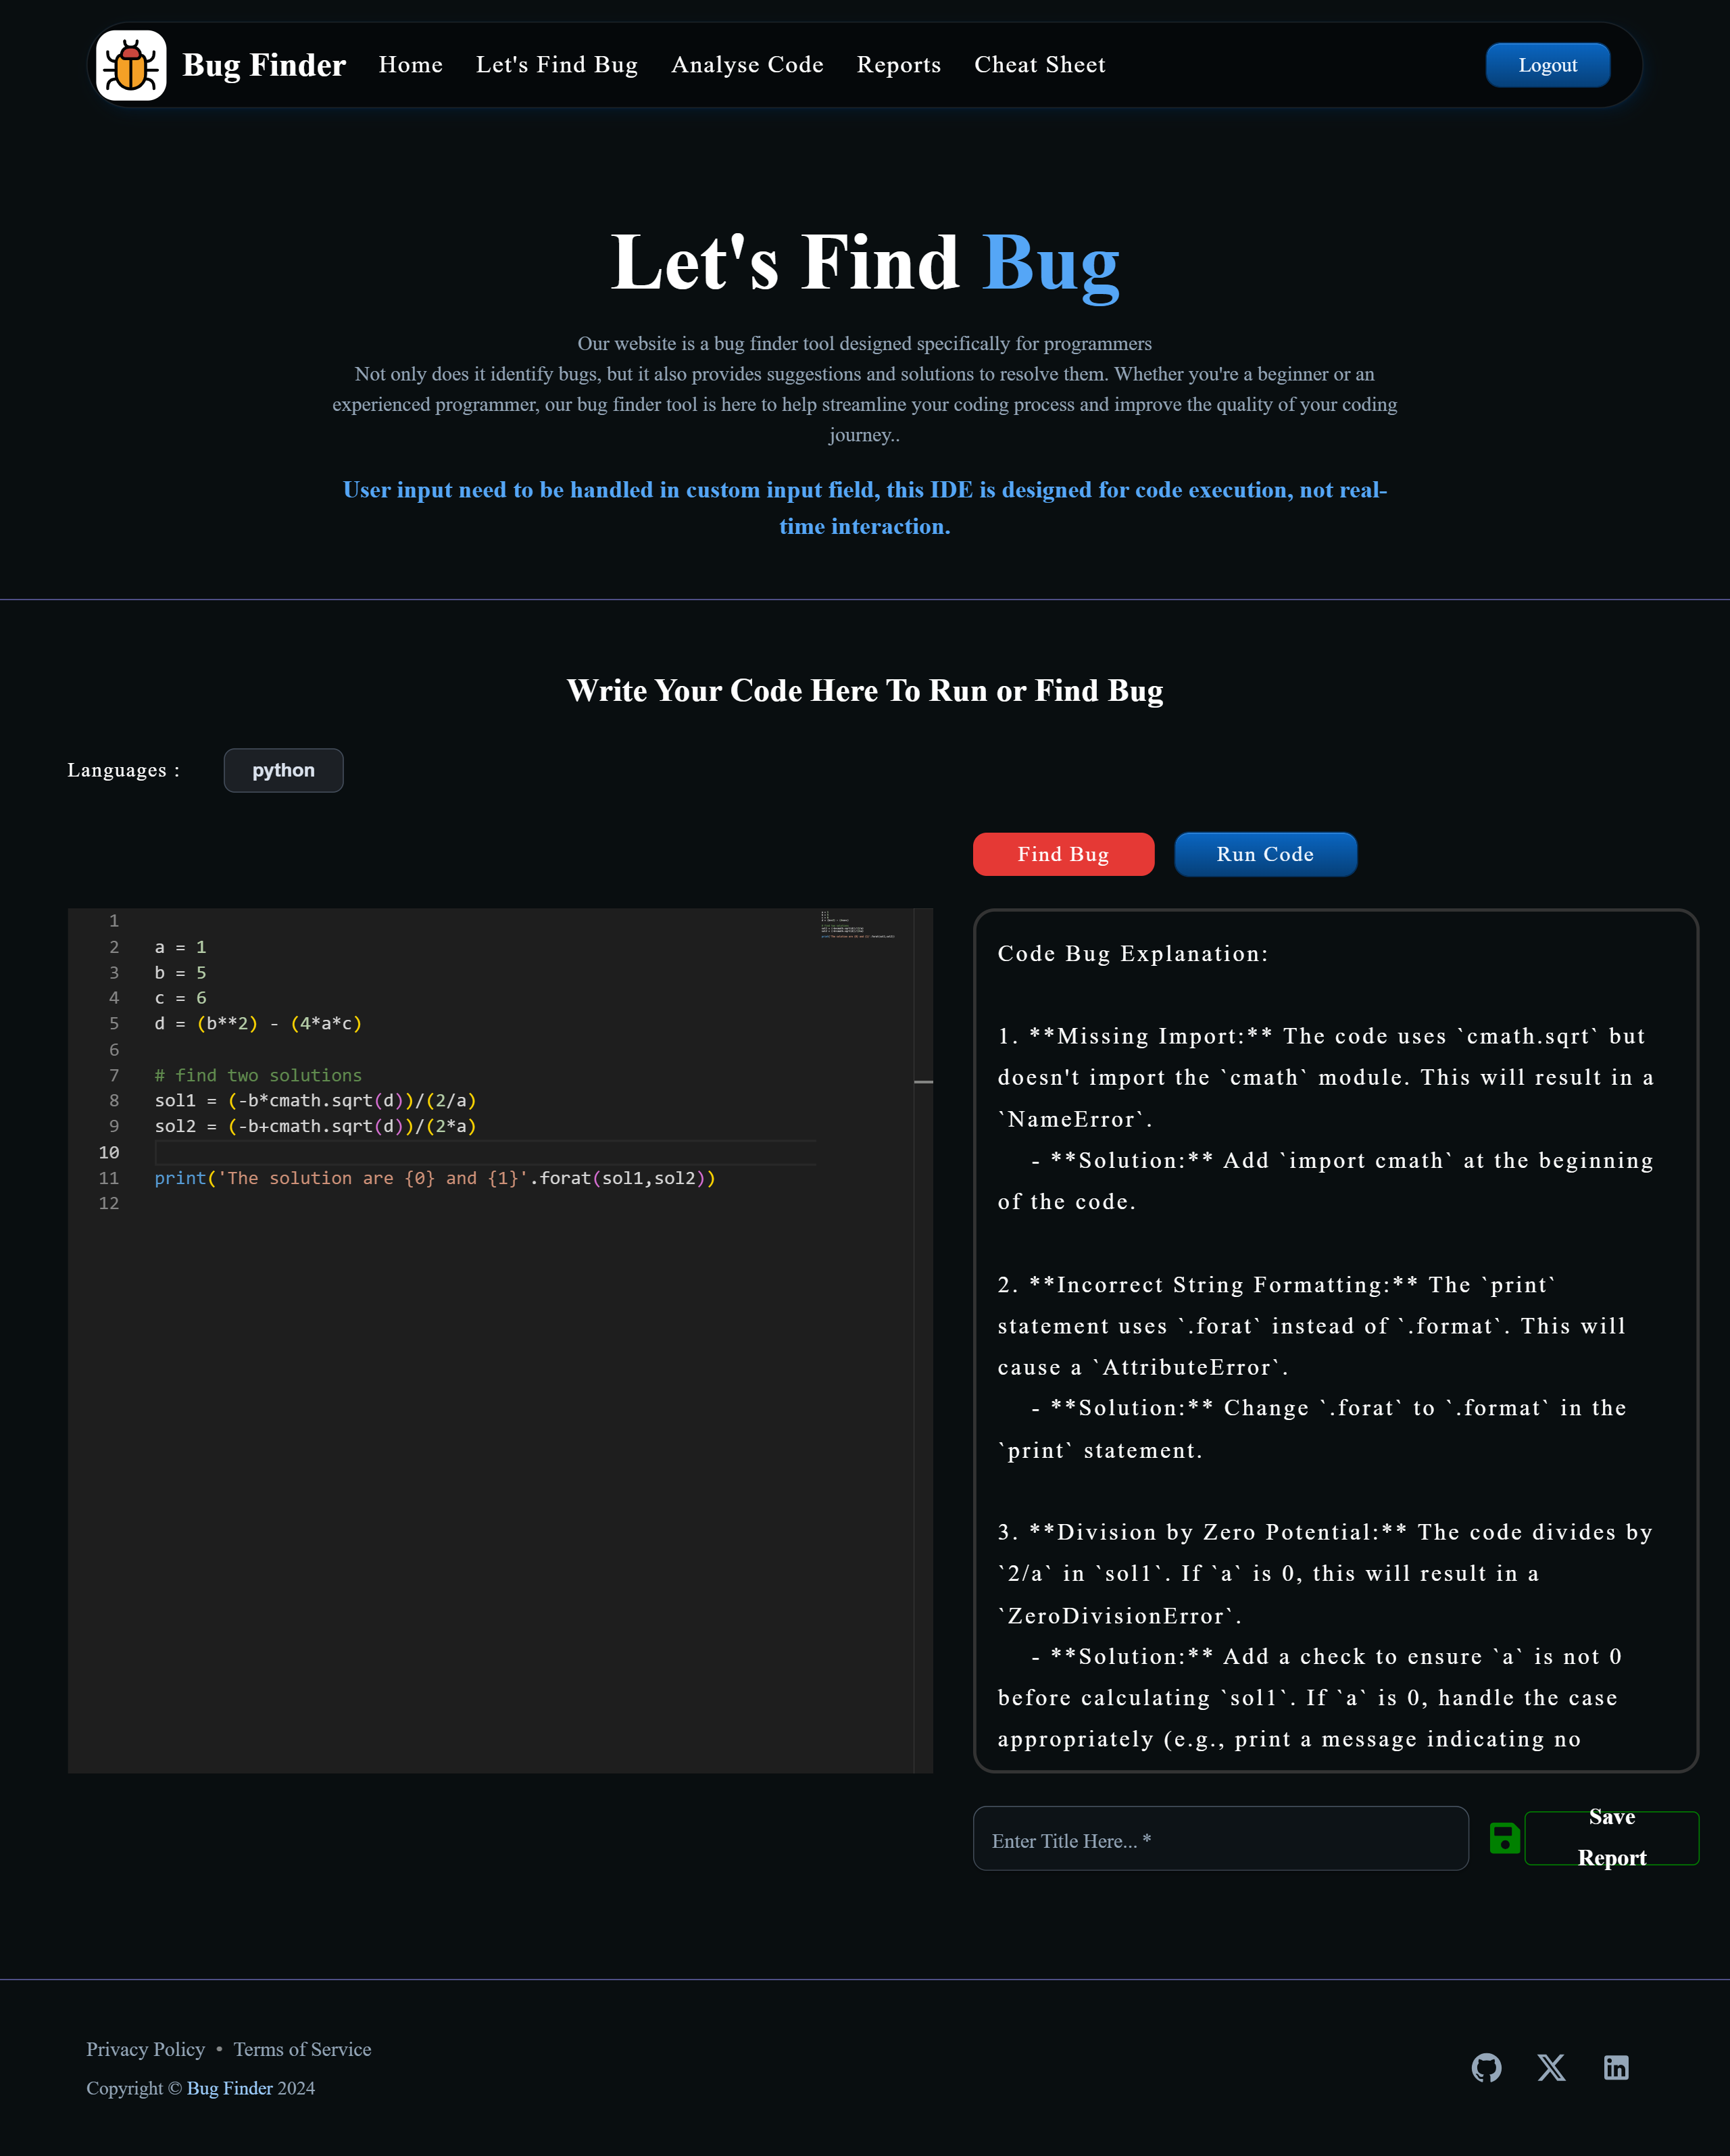 Bug Finder Home Let's Find Bug Analyse Code Reports Cheat Sheet Logout
Let's Find Bug
Our website is a bug finder tool designed specifically for programmers
Not only does it identify bugs, but it also provides suggestions and solutions to resolve them. Whether you're a beginner or an
experienced programmer, our bug finder tool is here to help streamline your coding process and improve the quality of your coding
journey..
User input need to be handled in custom input field, this IDE is designed for code execution, not real-
time interaction.
Write Your Code Here To Run or Find Bug
Languages : python
Find Bug Run Code
1
2 a = 1
3 b = 5
4 c = 6
5 d = (b**2) - (4*a*c)
6
7 # find two solutions
8 sol1 = (-b*cmath.sqrt(d))/(2/a)
9 sol2 = (-b+cmath.sqrt(d))/(2*a)
10
11 print('The solution are {0} and {1}'.forat(sol1,sol2))
12
Code Bug Explanation:
1. **Missing Import:** The code uses `cmath.sqrt` but
doesn't import the `cmath` module. This will result in a
`NameError`.
- **Solution:** Add `import cmath` at the beginning
of the code.
2. **Incorrect String Formatting:** The `print`
statement uses `.forat` instead of `.format`. This will
cause a `AttributeError`.
- **Solution:** Change `.forat` to `.format` in the
`print` statement.
3. **Division by Zero Potential:** The code divides by
`2/a` in `sol1`. If `a` is 0, this will result in a
`ZeroDivisionError`.
- **Solution:** Add a check to ensure `a` is not 0
before calculating `sol1`. If `a` is 0, handle the case
appropriately (e.g., print a message indicating no
Enter Title Here... *
Save
Report
Privacy Policy • Terms of Service
Copyright © Bug Finder 2024